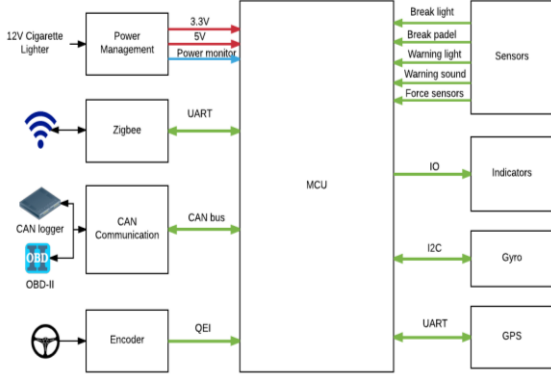 12V Cigarette
Lighter
Power
Management
3.3V
5V
Power monitor
Zigbee
UART
CAN logger
OBD
OBD-II
CAN
Communication
CAN bus
Encoder
QEI
MCU
Break light
Break padel
Warning light
Warning sound
Force sensors
Sensors
IO
Indicators
I2C
Gyro
UART
GPS